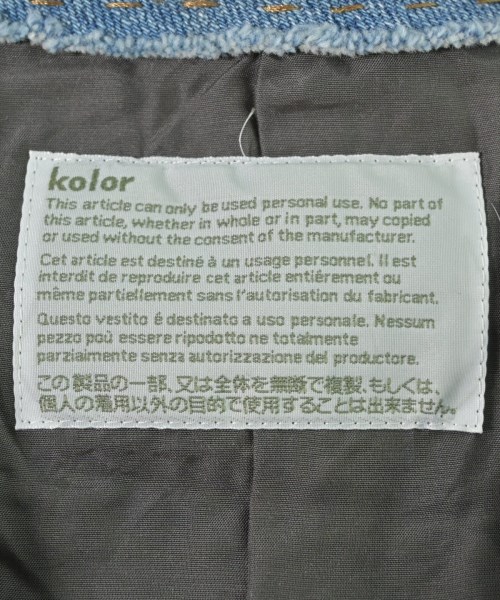 kolor
This article can only be used personal use. No part of
this article, whether in whole or in part, may copied
or used without the consent of the manufacturer.
Cet article est destiné à un usage personnel. Il est
interdit de reproduire cet article entiérement ou
même partiellement sans l'autorisation du fabricant.
Questo vestito é destinato a uso personale. Nessum
pezzo poü essere ripodotto ne totalmente
parzialmente senza autorizzazione del productore.
この製品の一部、又は全体を無断で複製、もしくは、
個人の着用以外の目的で使用することは出来ません。